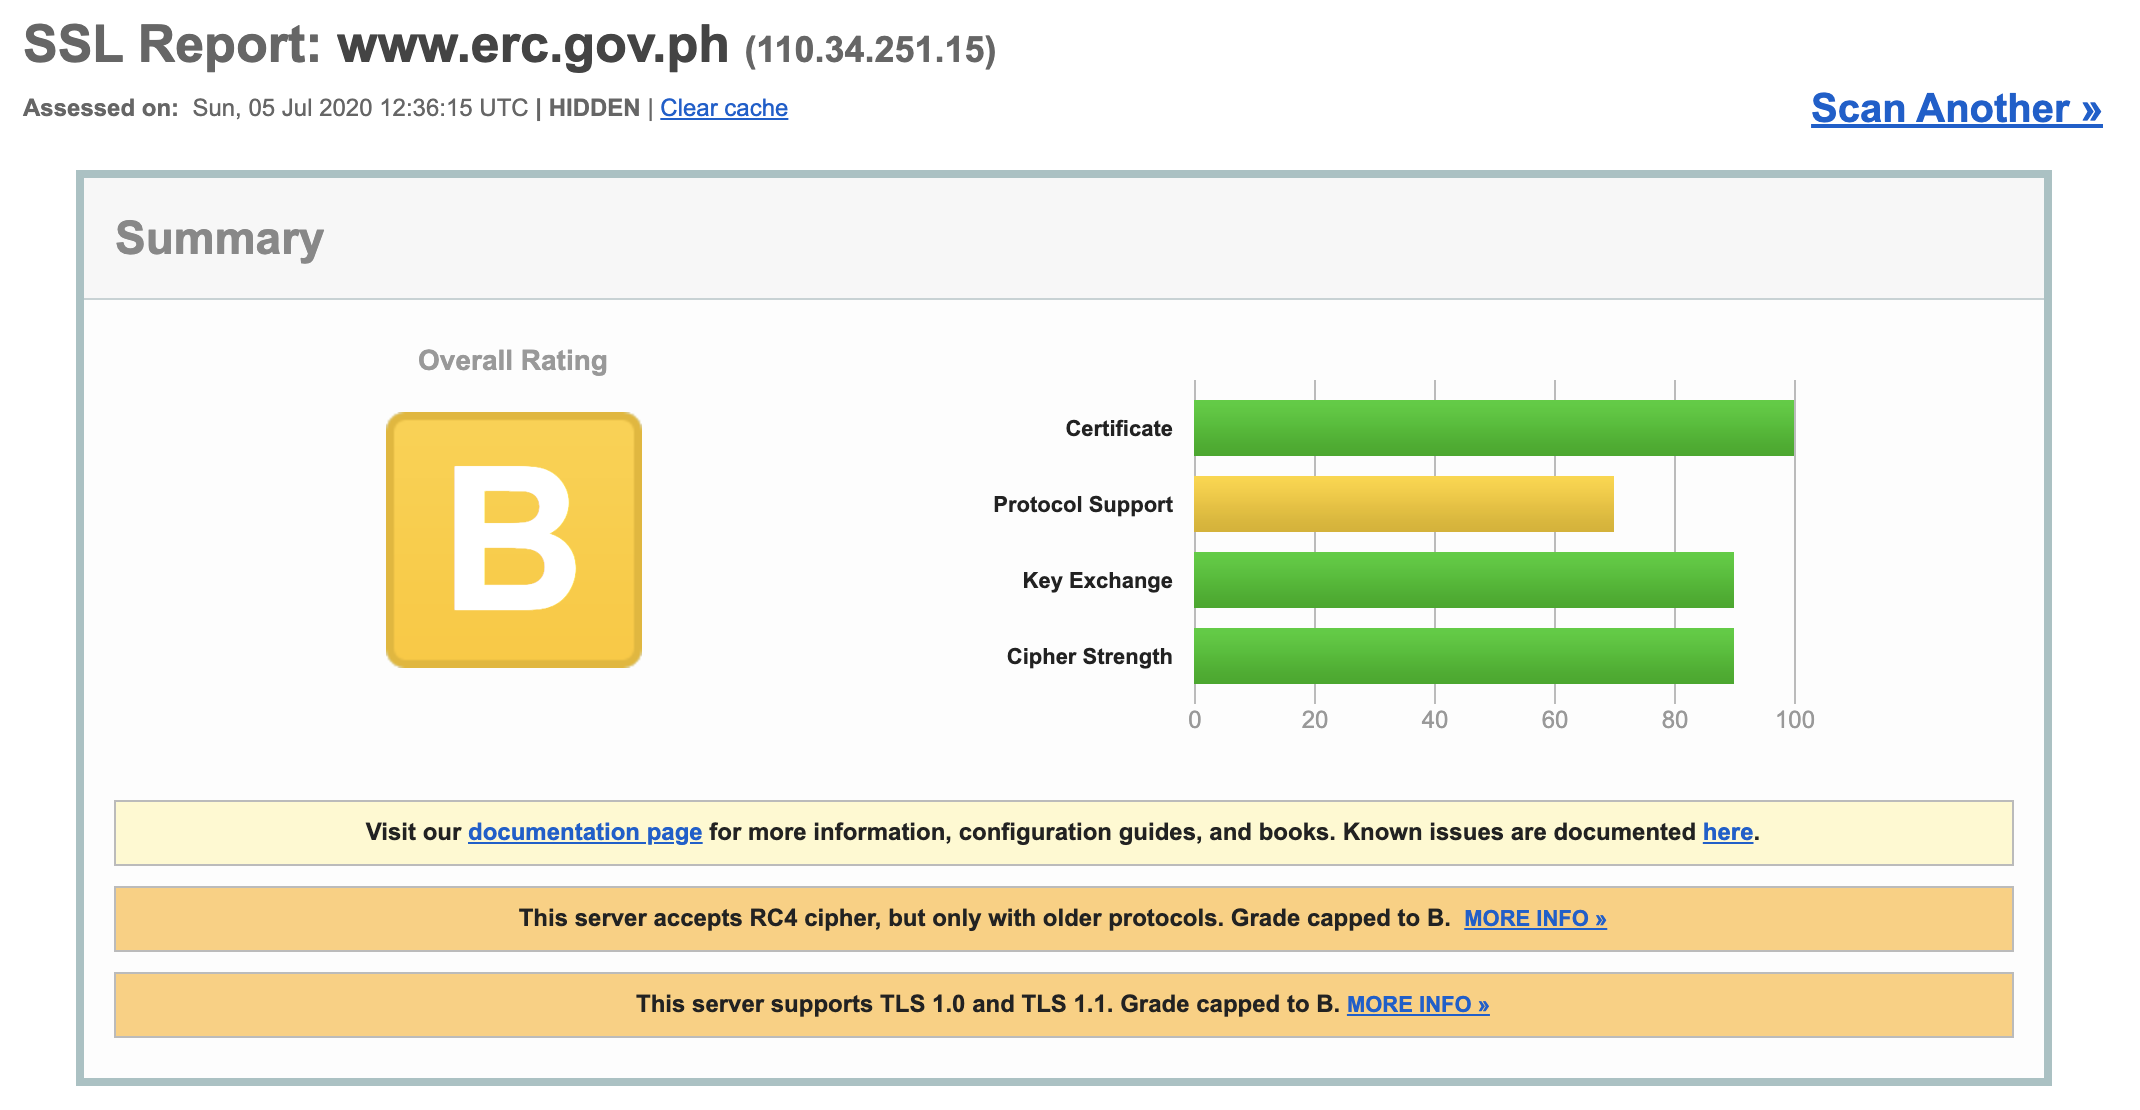 SSL Report: www.erc.gov.ph (110.34.251.15)
Assessed on: Sun, 05 Jul 2020 12:36:15 UTC | HIDDEN | Clear cache
Scan Another »
Summary
Overall Rating
B
Certificate
Protocol Support
Key Exchange
Cipher Strength
0 20 40 60 80 100
Visit our documentation page for more information, configuration guides, and books. Known issues are documented here.
This server accepts RC4 cipher, but only with older protocols. Grade capped to B. MORE INFO »
This server supports TLS 1.0 and TLS 1.1. Grade capped to B. MORE INFO »